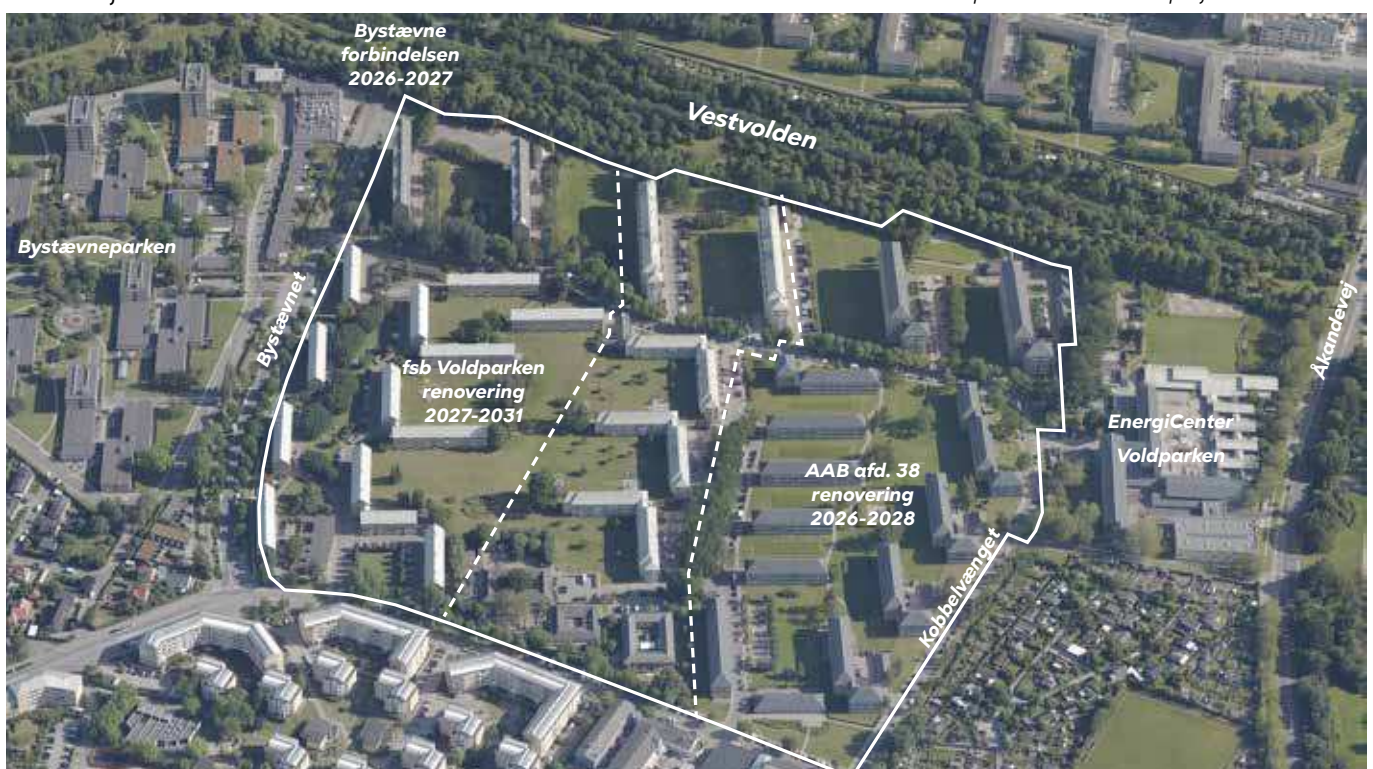 Bystævne
forbindelsen
2026-2027
Vestvolden
Bystævneparken
Bystævnet
fsb Voldparken
renovering
2027-2031
AAB afd. 38
renovering
2026-2028
EnergiCenter
Voldparken
Åkandevej
Kobbelvænget